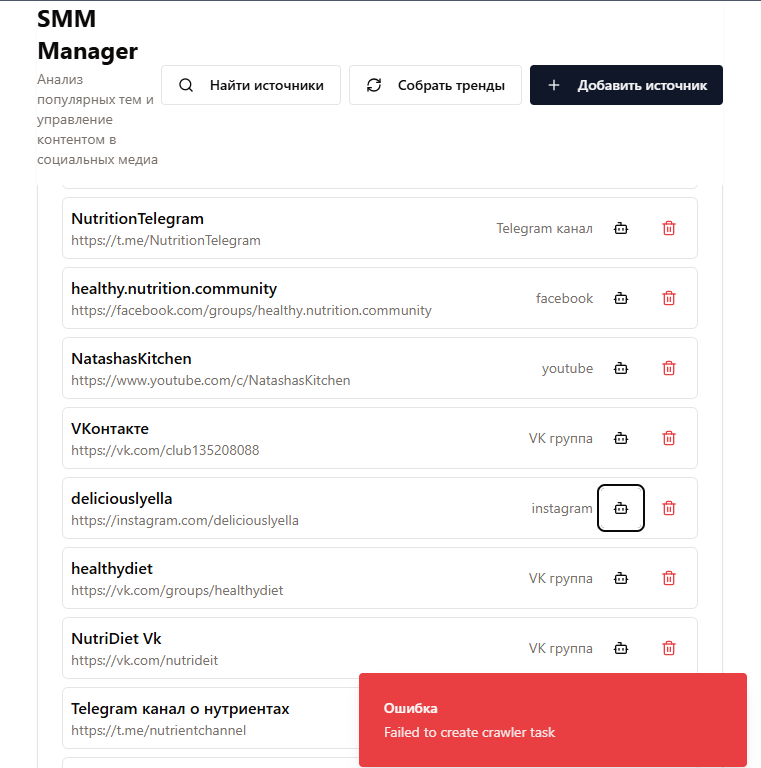 SMM
Manager
Анализ
популярных тем и
управление
контентом в
социальных медиа
Найти источники
Собрать тренды
Добавить источник
NutritionTelegram
https://t.me/NutritionTelegram
Telegram канал
healthy.nutrition.community
https://facebook.com/groups/healthy.nutrition.community
facebook
NatashasKitchen
https://www.youtube.com/c/NatashasKitchen
youtube
ВКонтакте
https://vk.com/club135208088
VK группа
deliciouslyella
https://instagram.com/deliciouslyella
instagram
healthydiet
https://vk.com/groups/healthydiet
VK группа
NutriDiet Vk
https://vk.com/nutrideit
VK группа
Telegram канал о нутриентах
https://t.me/nutrientchannel
Ошибка
Failed to create crawler task